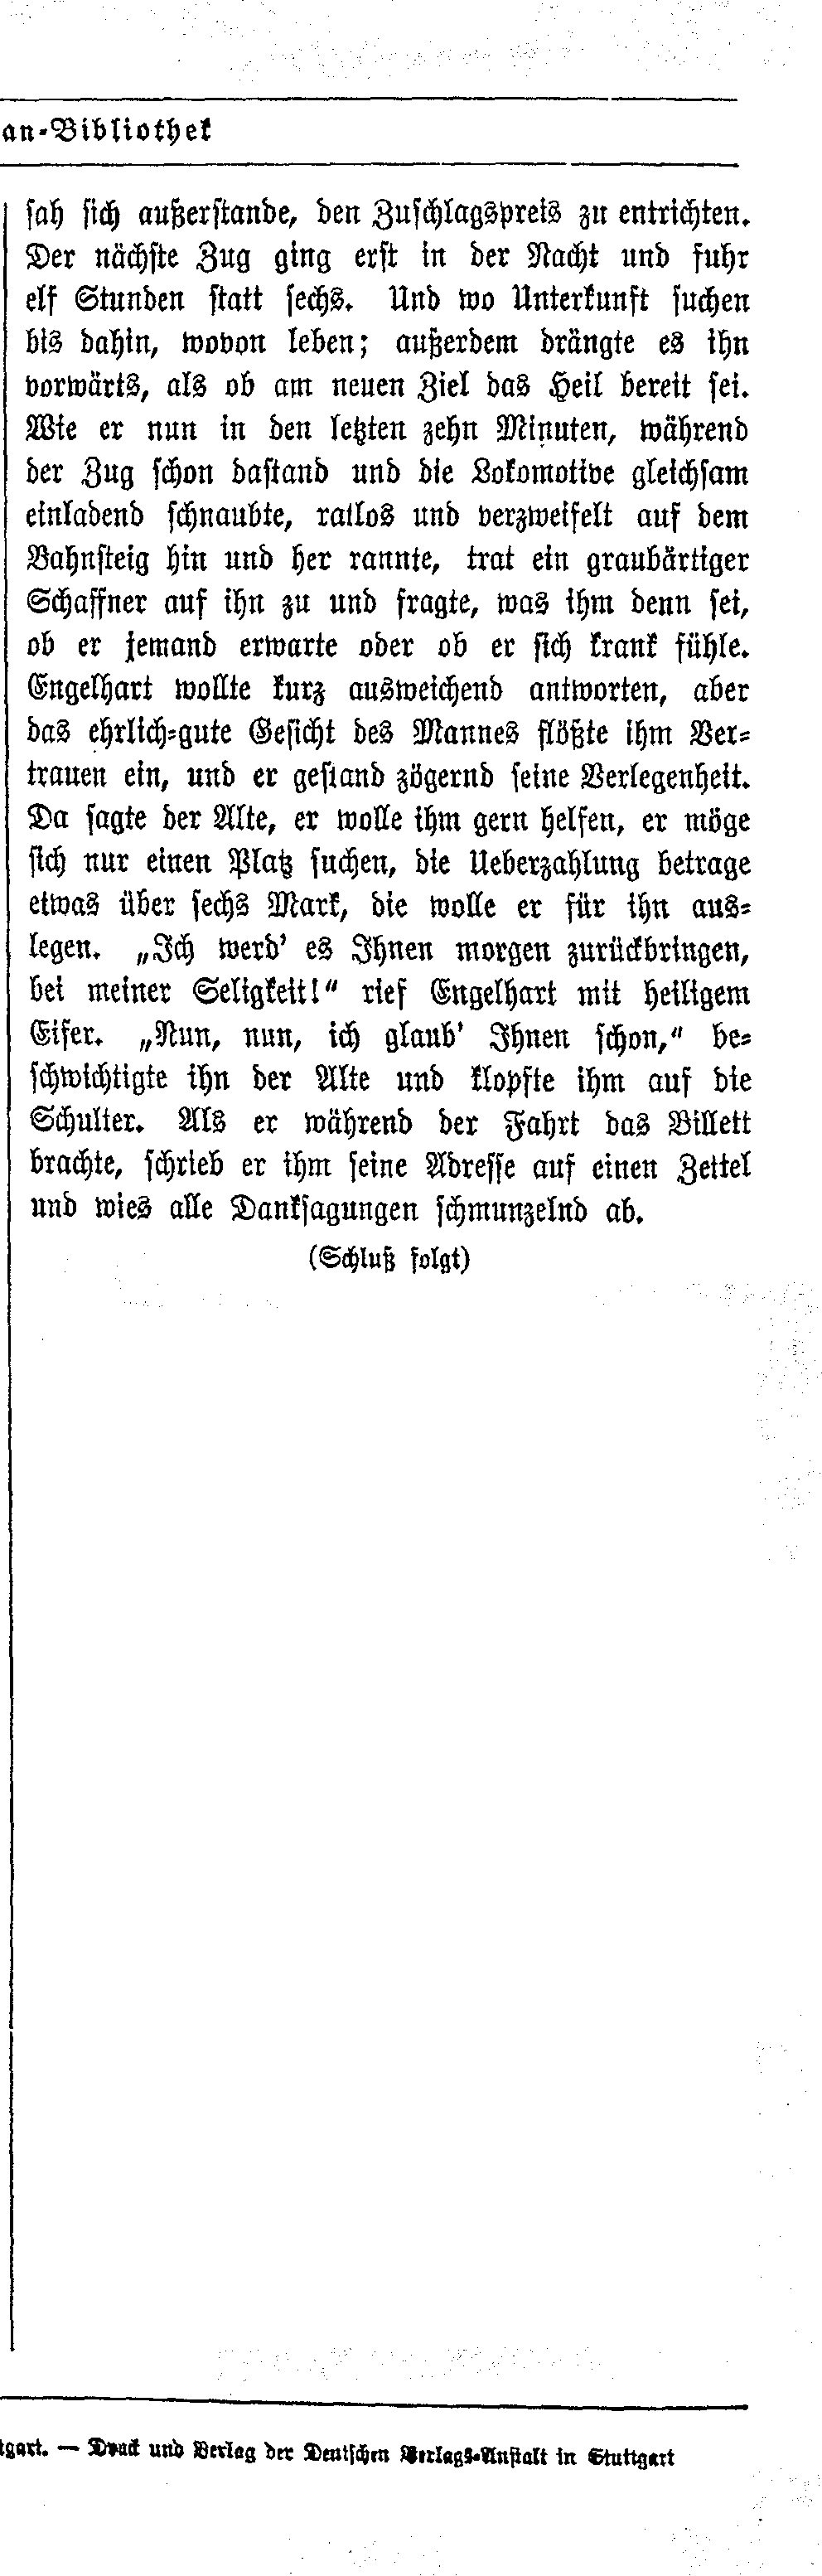 an-Bibliothek
sah sich außerstande, den Zuschlagspreis zu entrichten.
Der nächste Zug ging erst in der Nacht und fuhr
elf Stunden statt sechs. Und wo Unterkunft suchen
bis dahin, wovon leben; außerdem drängte es ihn
vorwärts, als ob am neuen Ziel das Heil bereit sei.
Wie er nun in den letzten zehn Minuten, während
der Zug schon dastand und die Lokomotive gleichsam
einladend schnaubte, ratlos und verzweifelt auf dem
Bahnsteig hin und her rannte, trat ein graubärtiger
Schaffner auf ihn zu und fragte, was ihm denn sei,
ob er jemand erwarte oder ob er sich krank fühle.
Engelhart wollte kurz ausweichend antworten, aber
das ehrlich-gute Gesicht des Mannes flößte ihm Ver-
trauen ein, und er gestand zögernd seine Verlegenheit.
Da sagte der Alte, er wolle ihm gern helfen, er möge
sich nur einen Platz suchen, die Ueberzahlung betrage
etwas über sechs Mark, die wolle er für ihn aus-
legen. „Ich werd' es Ihnen morgen zurückbringen,
bei meiner Seligkeit!“ rief Engelhart mit heiligem
Eifer. „Nun, nun, ich glaub' Ihnen schon,“ be-
schwichtigte ihn der Alte und klopfte ihm auf die
Schulter. Als er während der Fahrt das Billett
brachte, schrieb er ihm seine Adresse auf einen Zettel
und wies alle Danksagungen schmunzelnd ab.
(Schluß folgt)
tgart. — Druck und Verlag der Deutschen Verlags-Anstalt in Stuttgart